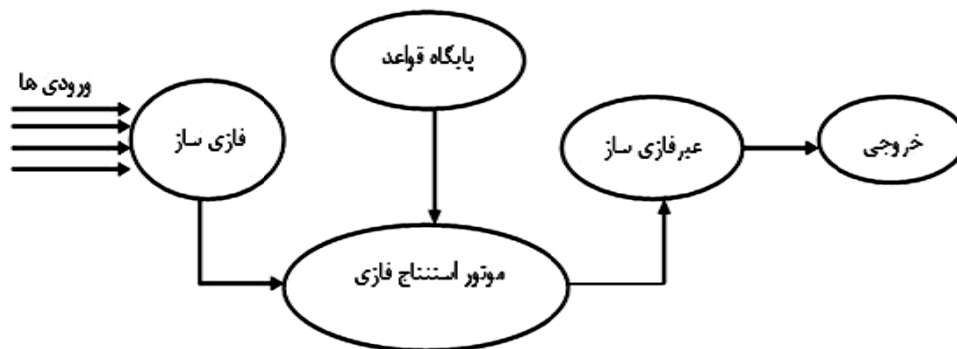 ورودی ها
فازی ساز
پایگاه قواعد
موتور استنتاج فازی
عیرفازی ساز
خروجی